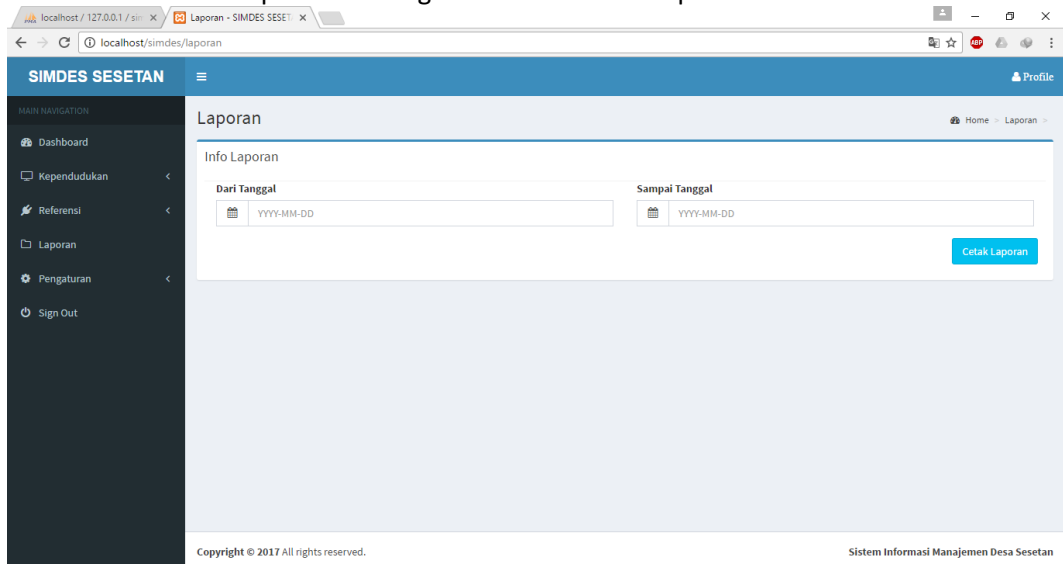 localhost / 127.0.0.1 / sim
Laporan - SIMDES SESET
localhost/simdes/laporan
ABP
SIMDES SESETAN
Profile
MAIN NAVIGATION
Dashboard
Kependudukan
Referensi
Laporan
Pengaturan
Sign Out
Laporan
Home > Laporan >
Info Laporan
Dari Tanggal Sampai Tanggal
YYYY-MM-DD YYYY-MM-DD
Cetak Laporan
Copyright © 2017 All rights reserved. Sistem Informasi Manajemen Desa Sesetan